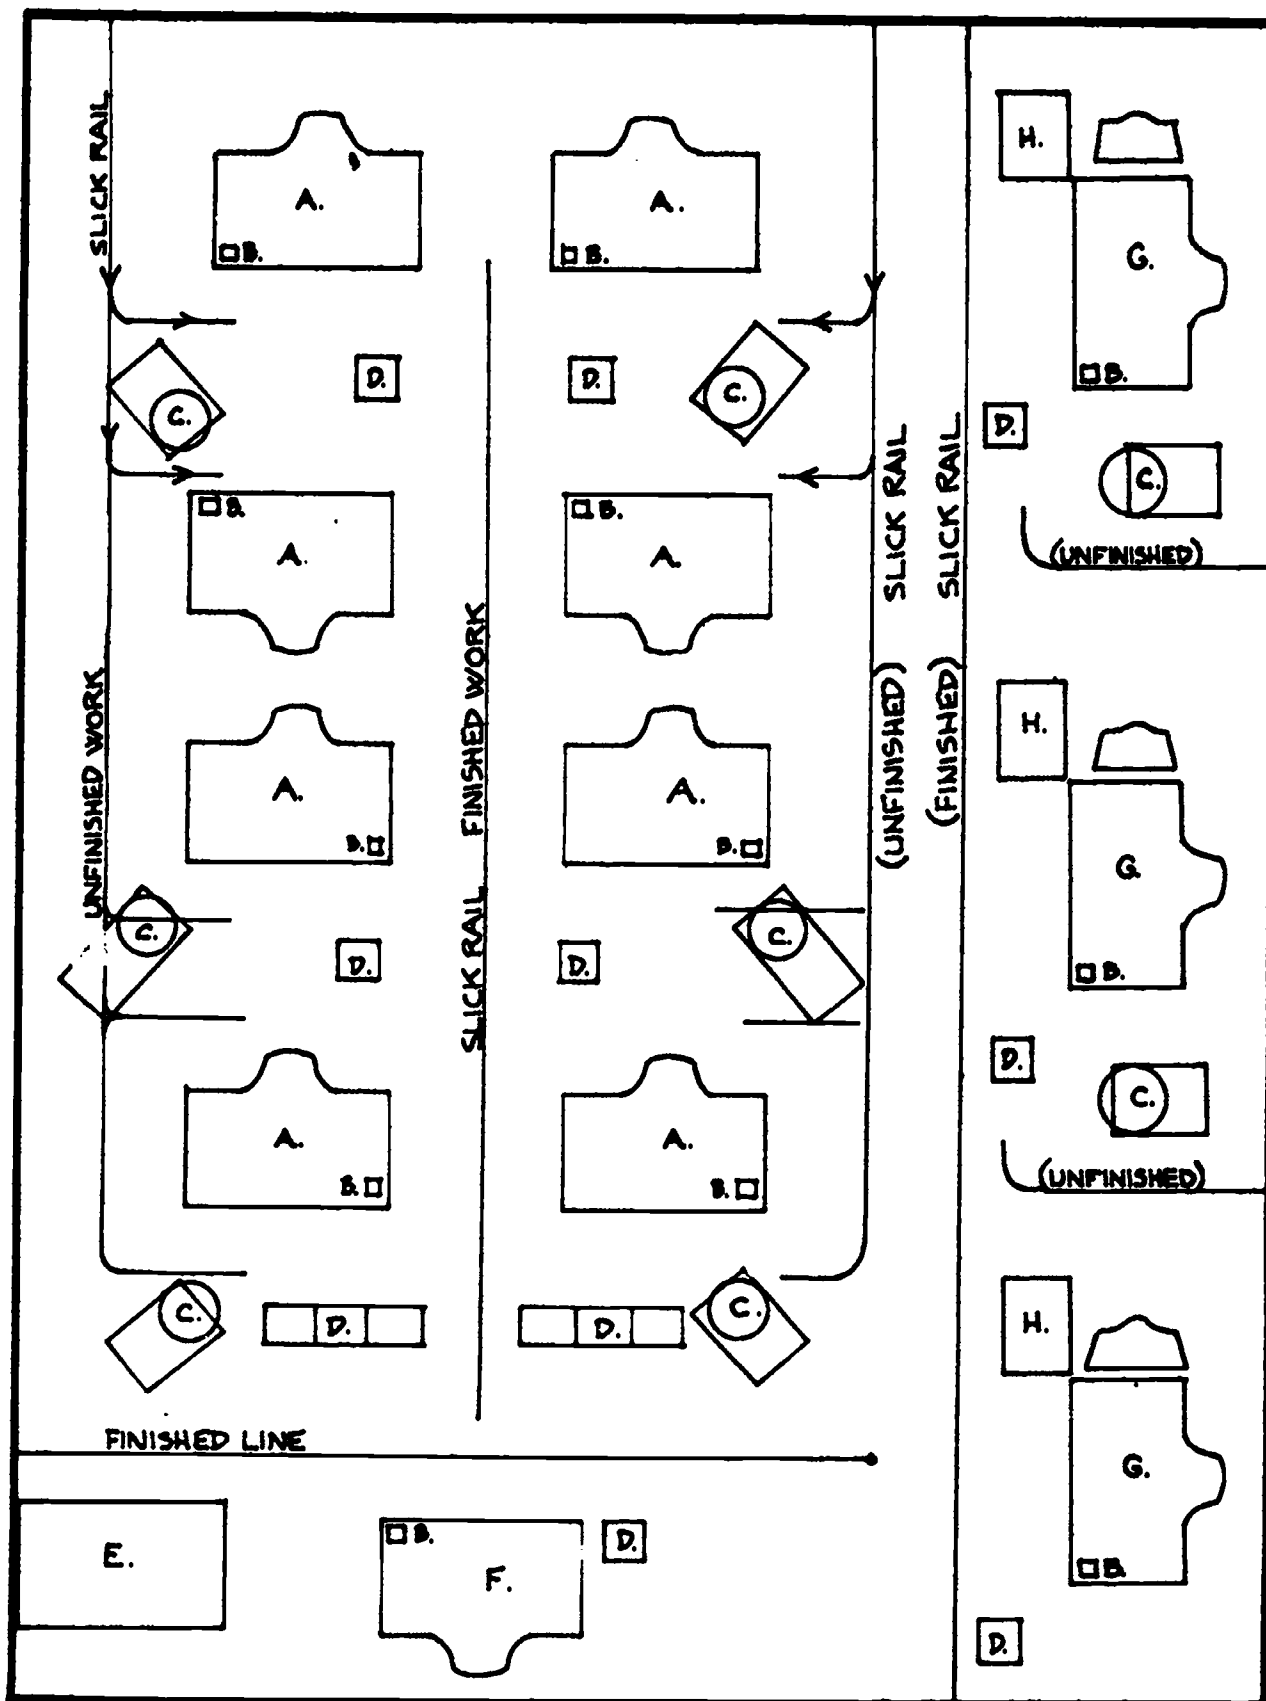 SLICK RAIL
A.
B.
A.
B.
H.
G.
B.
D.
D.
C.
C.
D.
C.
(UNFINISHED)
B.
A.
B.
A.
SLICK RAIL
(UNFINISHED)
SLICK RAIL
(FINISHED)
UNFINISHED WORK
SLICK RAIL FINISHED WORK
A.
B.
A.
B.
H.
G.
B.
C.
D.
D.
C.
D.
C.
(UNFINISHED)
A.
B.
A.
B.
C.
D.
D.
C.
H.
G.
B.
D.
FINISHED LINE
E.
B.
F.
D.